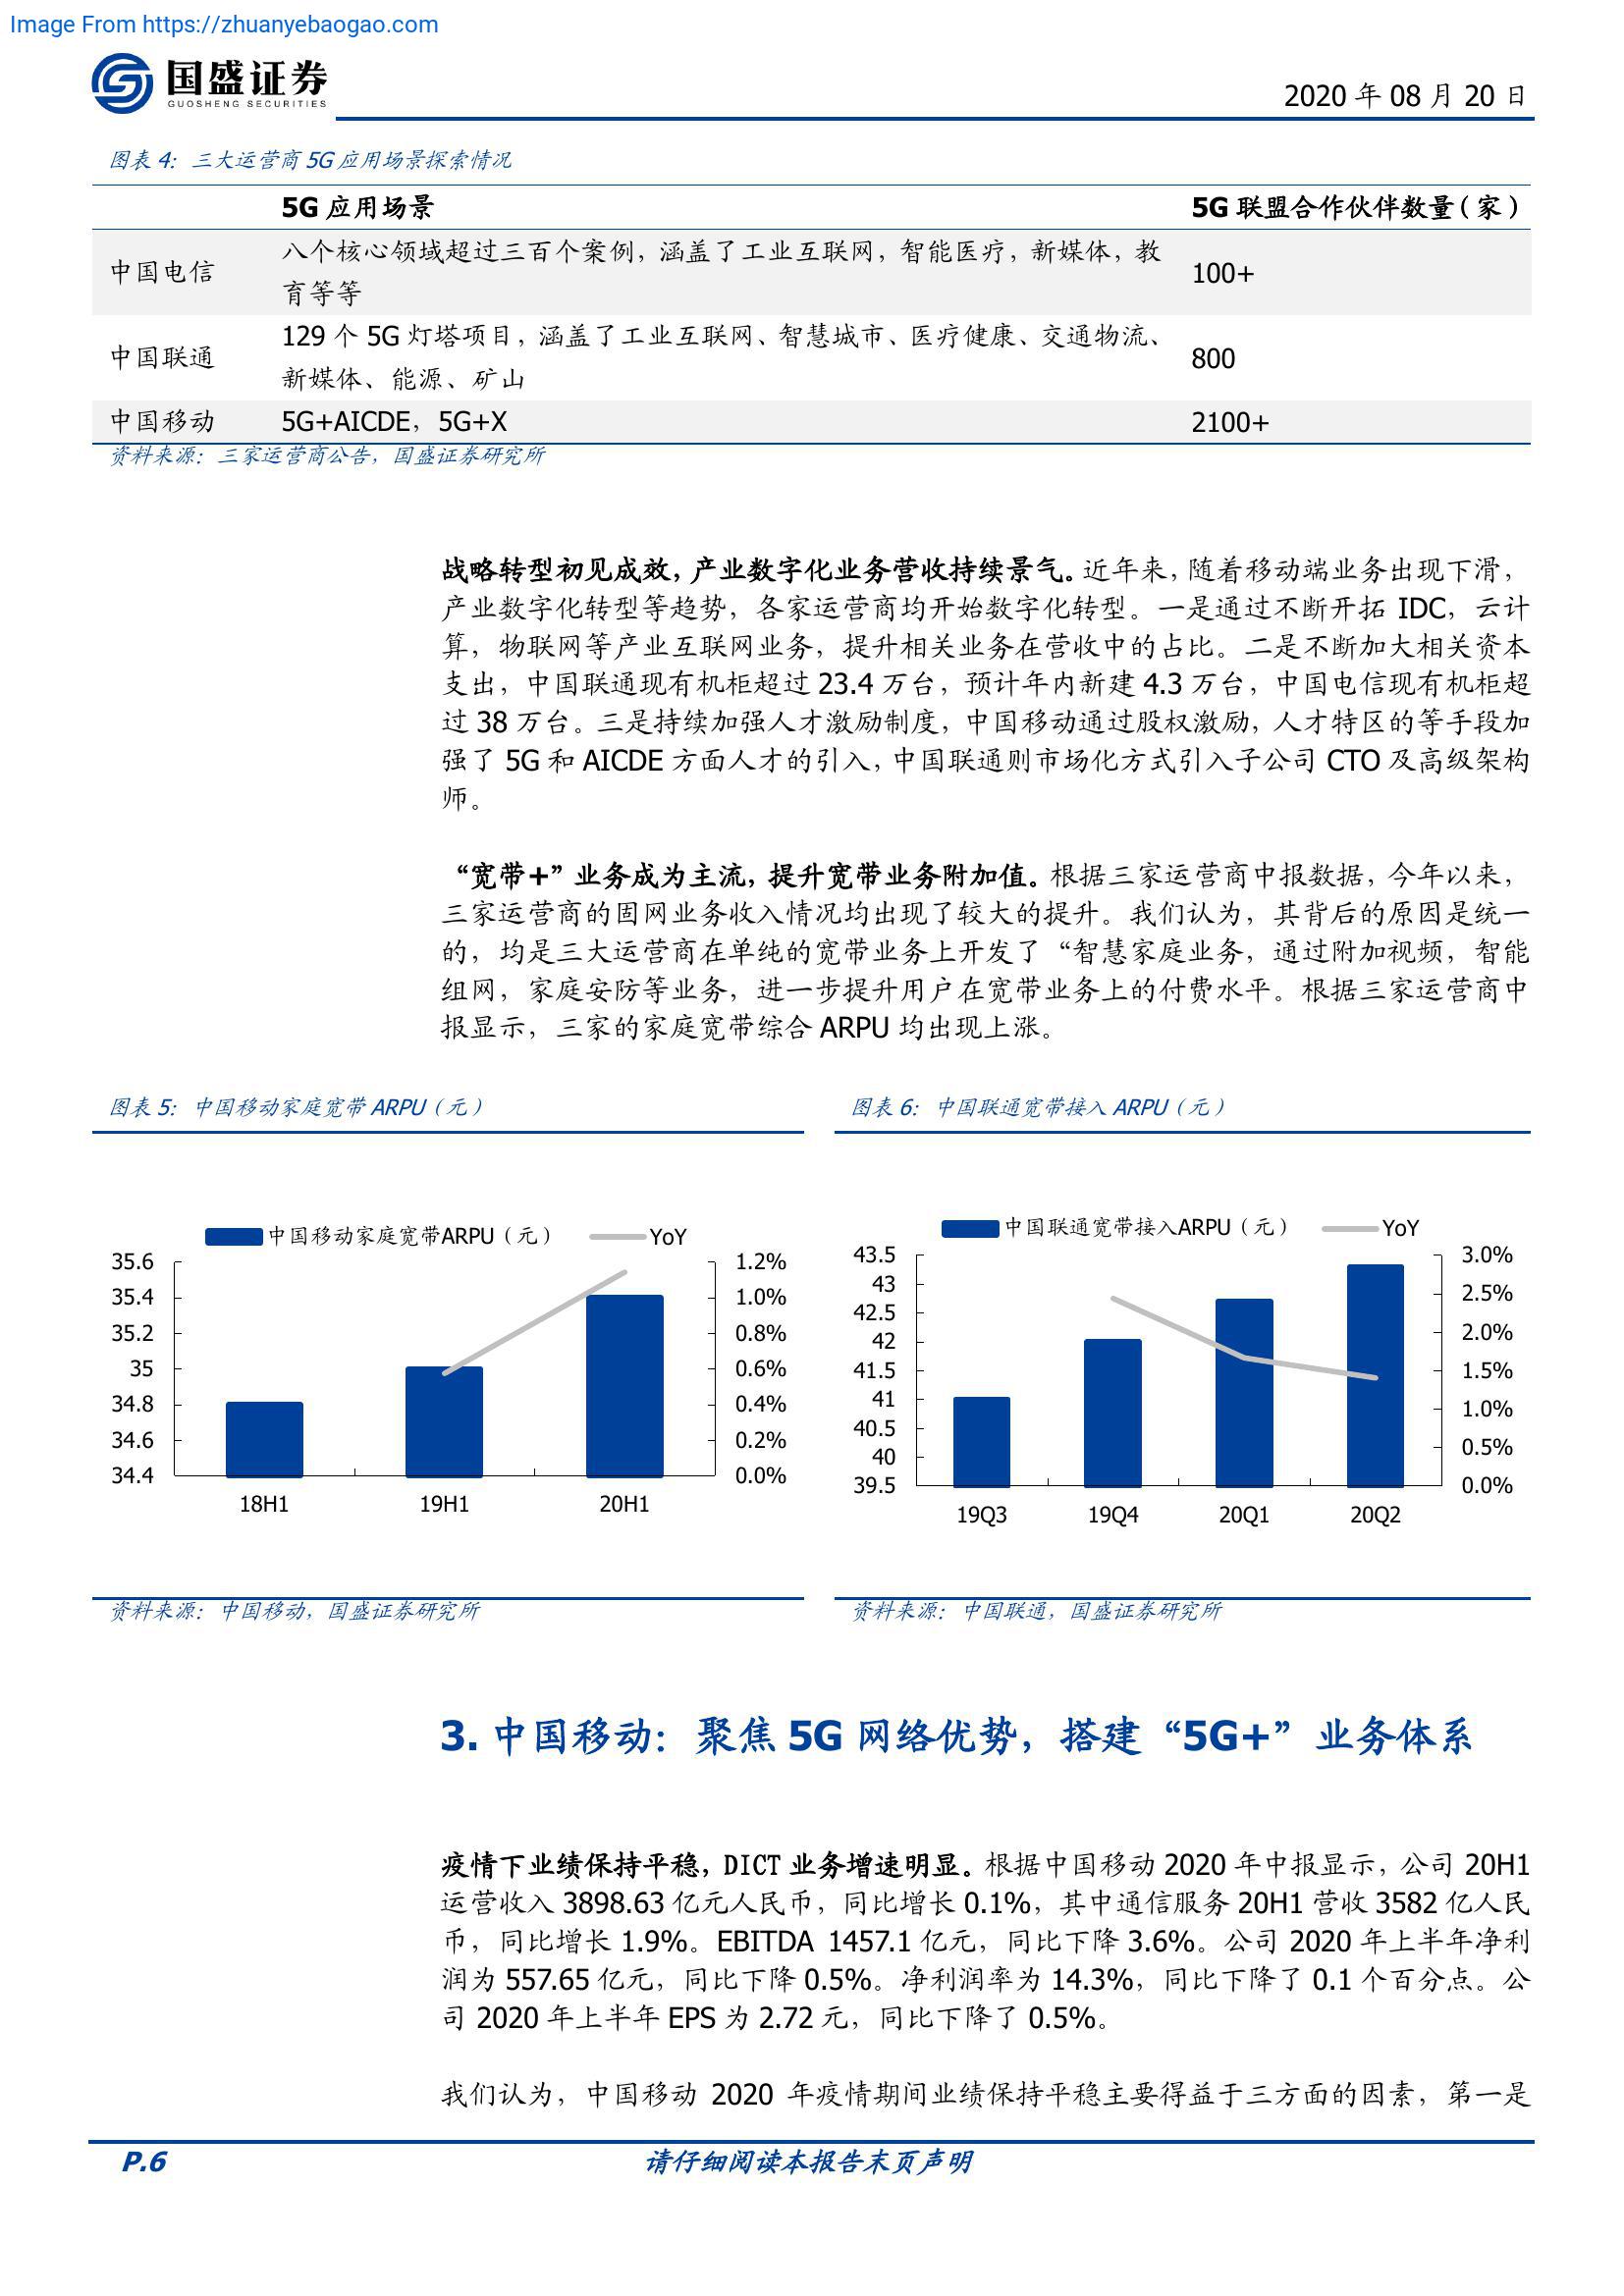 Image From https://zhuanyebaogao.com
国盛证券
GUOSHENG SECURITIES
2020 年 08 月 20 日
图表 4：三大运营商 5G 应用场景探索情况
5G 应用场景 5G 联盟合作伙伴数量（家）
中国电信 八个核心领域超过三百个案例，涵盖了工业互联网，智能医疗，新媒体，教 100+
育等等
中国联通 129 个 5G 灯塔项目，涵盖了工业互联网、智慧城市、医疗健康、交通物流、 800
新媒体、能源、矿山
中国移动 5G+AICDE，5G+X 2100+
资料来源：三家运营商公告，国盛证券研究所
战略转型初见成效，产业数字化业务营收持续景气。近年来，随着移动端业务出现下滑，
产业数字化转型等趋势，各家运营商均开始数字化转型。一是通过不断开拓 IDC，云计
算，物联网等产业互联网业务，提升相关业务在营收中的占比。二是不断加大相关资本
支出，中国联通现有机柜超过 23.4 万台，预计年内新建 4.3 万台，中国电信现有机柜超
过 38 万台。三是持续加强人才激励制度，中国移动通过股权激励，人才特区的等手段加
强了 5G 和 AICDE 方面人才的引入，中国联通则市场化方式引入子公司 CTO 及高级架构
师。
“宽带+”业务成为主流，提升宽带业务附加值。根据三家运营商中报数据，今年以来，
三家运营商的固网业务收入情况均出现了较大的提升。我们认为，其背后的原因是统一
的，均是三大运营商在单纯的宽带业务上开发了“智慧家庭业务，通过附加视频，智能
组网，家庭安防等业务，进一步提升用户在宽带业务上的付费水平。根据三家运营商中
报显示，三家的家庭宽带综合 ARPU 均出现上涨。
图表 5：中国移动家庭宽带 ARPU（元）
中国移动家庭宽带ARPU（元） YoY
35.6
35.4
35.2
35
34.8
34.6
34.4
1.2%
1.0%
0.8%
0.6%
0.4%
0.2%
0.0%
18H1 19H1 20H1
资料来源：中国移动，国盛证券研究所
图表 6：中国联通宽带接入 ARPU（元）
中国联通宽带接入ARPU（元） YoY
43.5
43
42.5
42
41.5
41
40.5
40
39.5
3.0%
2.5%
2.0%
1.5%
1.0%
0.5%
0.0%
19Q3 19Q4 20Q1 20Q2
资料来源：中国联通，国盛证券研究所
3. 中国移动：聚焦 5G 网络优势，搭建“5G+”业务体系
疫情下业绩保持平稳，DICT 业务增速明显。根据中国移动 2020 年中报显示，公司 20H1
运营收入 3898.63 亿元人民币，同比增长 0.1%，其中通信服务 20H1 营收 3582 亿人民
币，同比增长 1.9%。EBITDA 1457.1 亿元，同比下降 3.6%。公司 2020 年上半年净利
润为 557.65 亿元，同比下降 0.5%。净利润率为 14.3%，同比下降了 0.1 个百分点。公
司 2020 年上半年 EPS 为 2.72 元，同比下降了 0.5%。
我们认为，中国移动 2020 年疫情期间业绩保持平稳主要得益于三方面的因素，第一是
P.6 请仔细阅读本报告末页声明